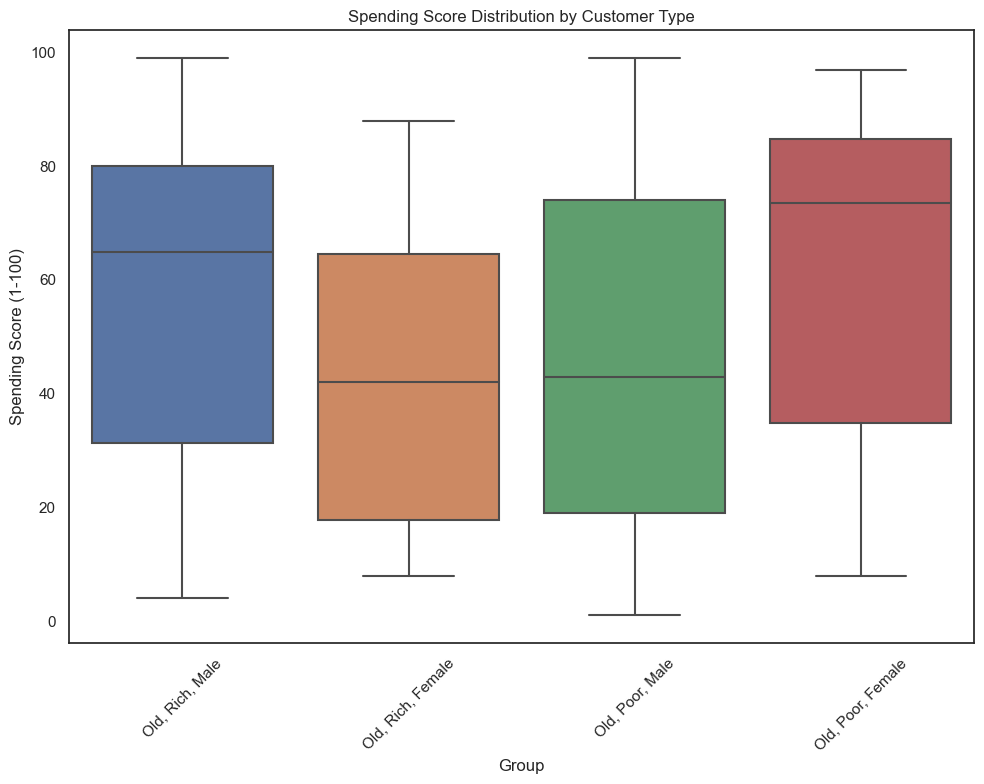 Spending Score Distribution by Customer Type
Spending Score (1-100)
100
80
60
40
20
0
Old, Rich, Male
Old, Rich, Female
Old, Poor, Male
Old, Poor, Female
Group